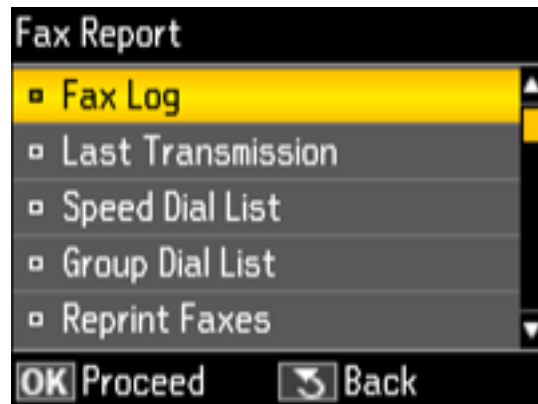 Fax Report
Fax Log
Last Transmission
Speed Dial List
Group Dial List
Reprint Faxes
OK Proceed Back